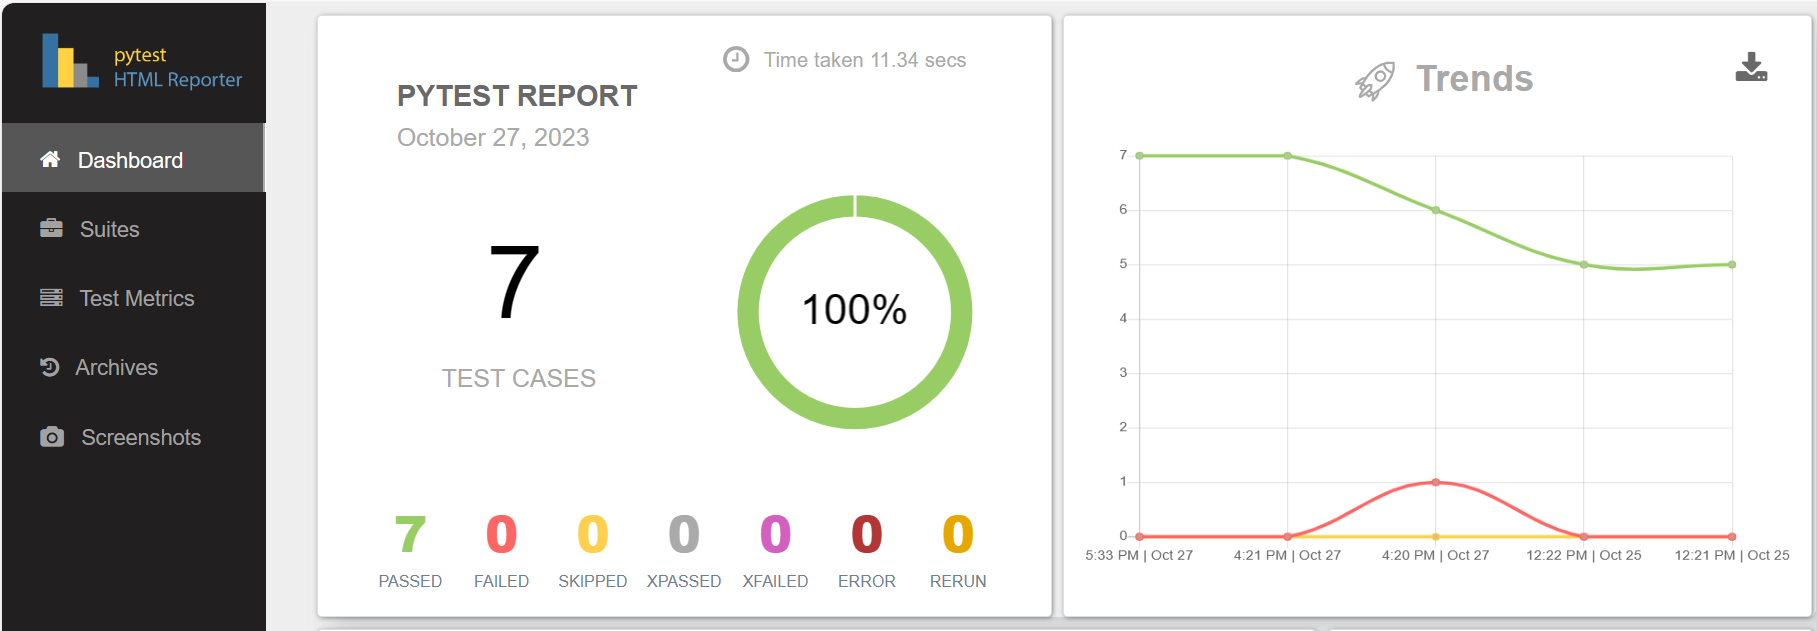 pytest
HTML Reporter
Dashboard
Suites
Test Metrics
Archives
Screenshots
Time taken 11.34 secs
PYTEST REPORT
October 27, 2023
7
TEST CASES
100%
7 0 0 0 0 0 0
PASSED FAILED SKIPPED XPASSED XFAILED ERROR RERUN
Trends
7
6
5
4
3
2
1
0
5:33 PM | Oct 27 4:21 PM | Oct 27 4:20 PM | Oct 27 12:22 PM | Oct 25 12:21 PM | Oct 25